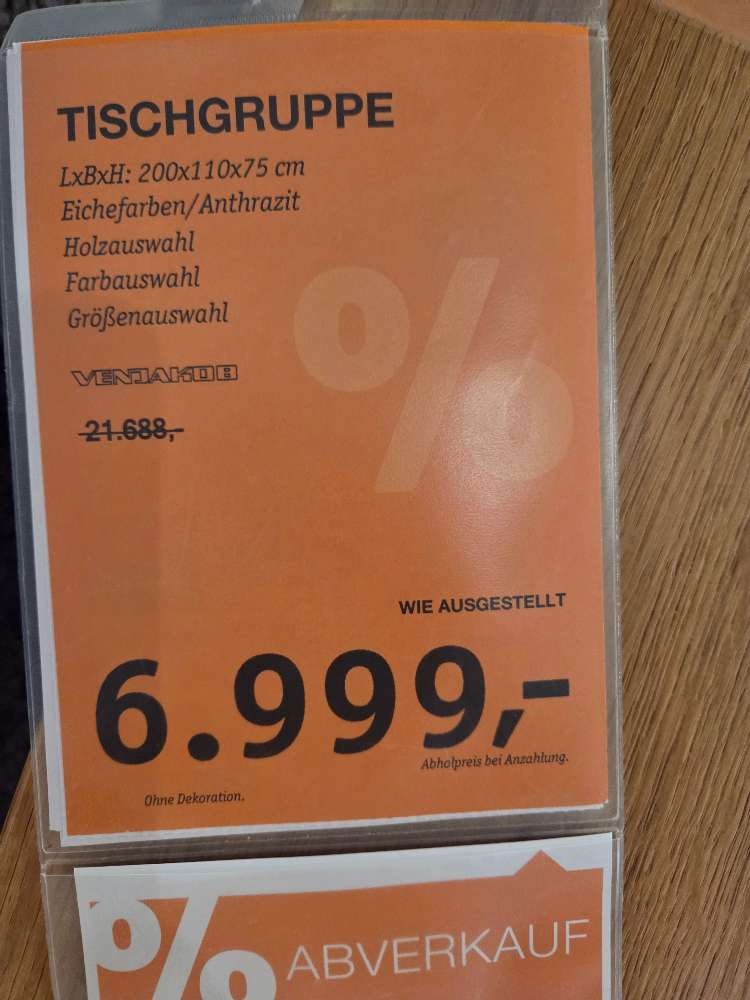 TISCHGRUPPE
LxBxH: 200x110x75 cm
Eichefarben/Anthrazit
Holzauswahl
Farbauswahl
Größenauswahl
VENJAKOB
21.688,-
%
WIE AUSGESTELLT
6.999,-
Abholpreis bei Anzahlung.
Ohne Dekoration.
% ABVERKAUF